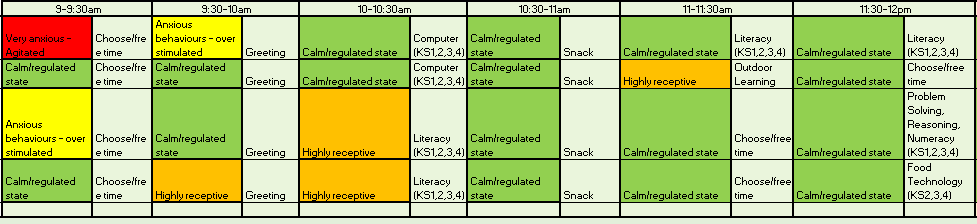 9-9:30am 9:30-10am 10-10:30am 10:30-11am 11-11:30am 11:30-12pm
Very anxious – Agitated Choose/free time Anxious behaviours – over stimulated Greeting Calm/regulated state Computer (KS1,2,3,4) Calm/regulated state Snack Calm/regulated state Literacy (KS1,2,3,4) Calm/regulated state Literacy (KS1,2,3,4)
Calm/regulated state Choose/free time Calm/regulated state Greeting Calm/regulated state Computer (KS1,2,3,4) Calm/regulated state Snack Highly receptive Outdoor Learning Calm/regulated state Choose/free time
Anxious behaviours – over stimulated Choose/free time Calm/regulated state Greeting Highly receptive Literacy (KS1,2,3,4) Calm/regulated state Snack Calm/regulated state Choose/free time Calm/regulated state Problem Solving, Reasoning, Numeracy (KS1,2,3,4)
Calm/regulated state Choose/free time Highly receptive Greeting Highly receptive Literacy (KS1,2,3,4) Calm/regulated state Snack Calm/regulated state Choose/free time Calm/regulated state Food Technology (KS2,3,4)